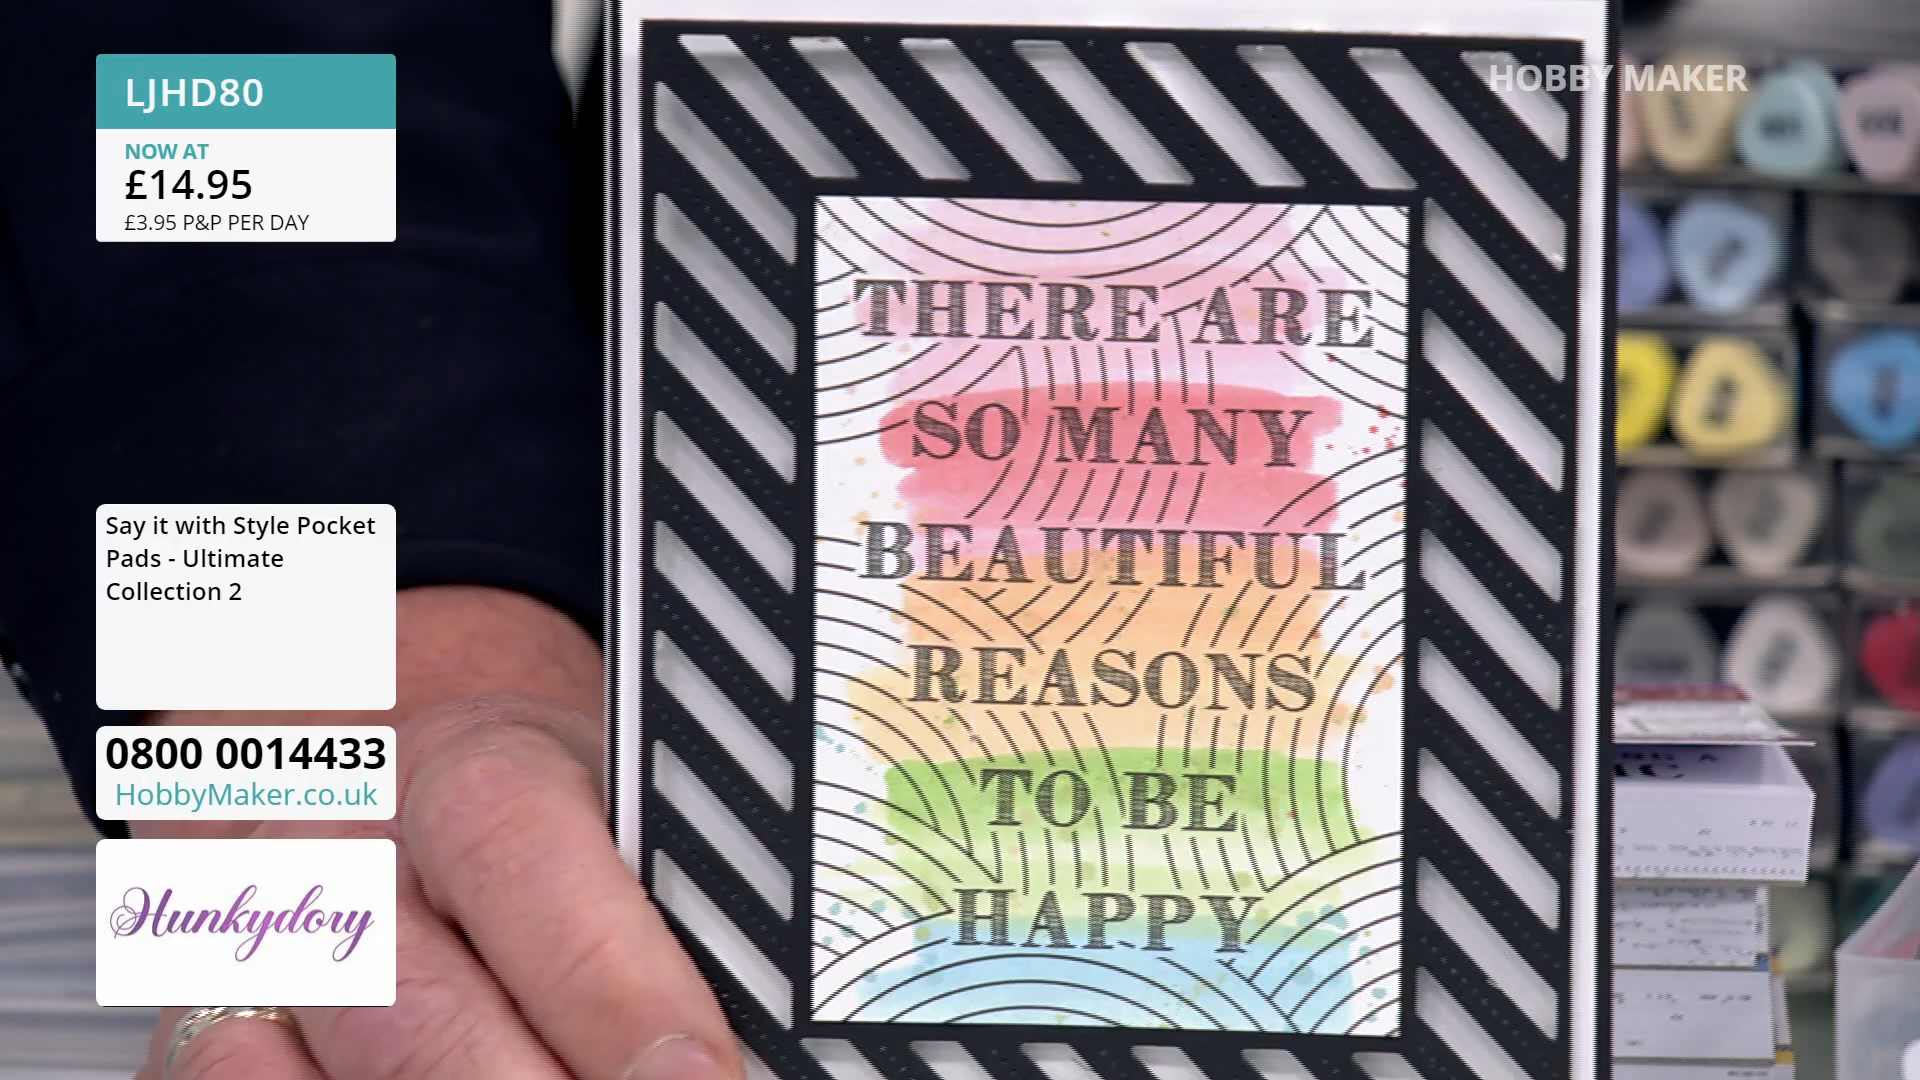 LJHD80
NOW AT
£14.95
£3.95 P&P PER DAY
HOBBY MAKER
THERE ARE
SO MANY
BEAUTIFUL
REASONS
TO BE
HAPPY
Say it with Style Pocket
Pads - Ultimate
Collection 2
0800 0014433
HobbyMaker.co.uk
Hunkydory